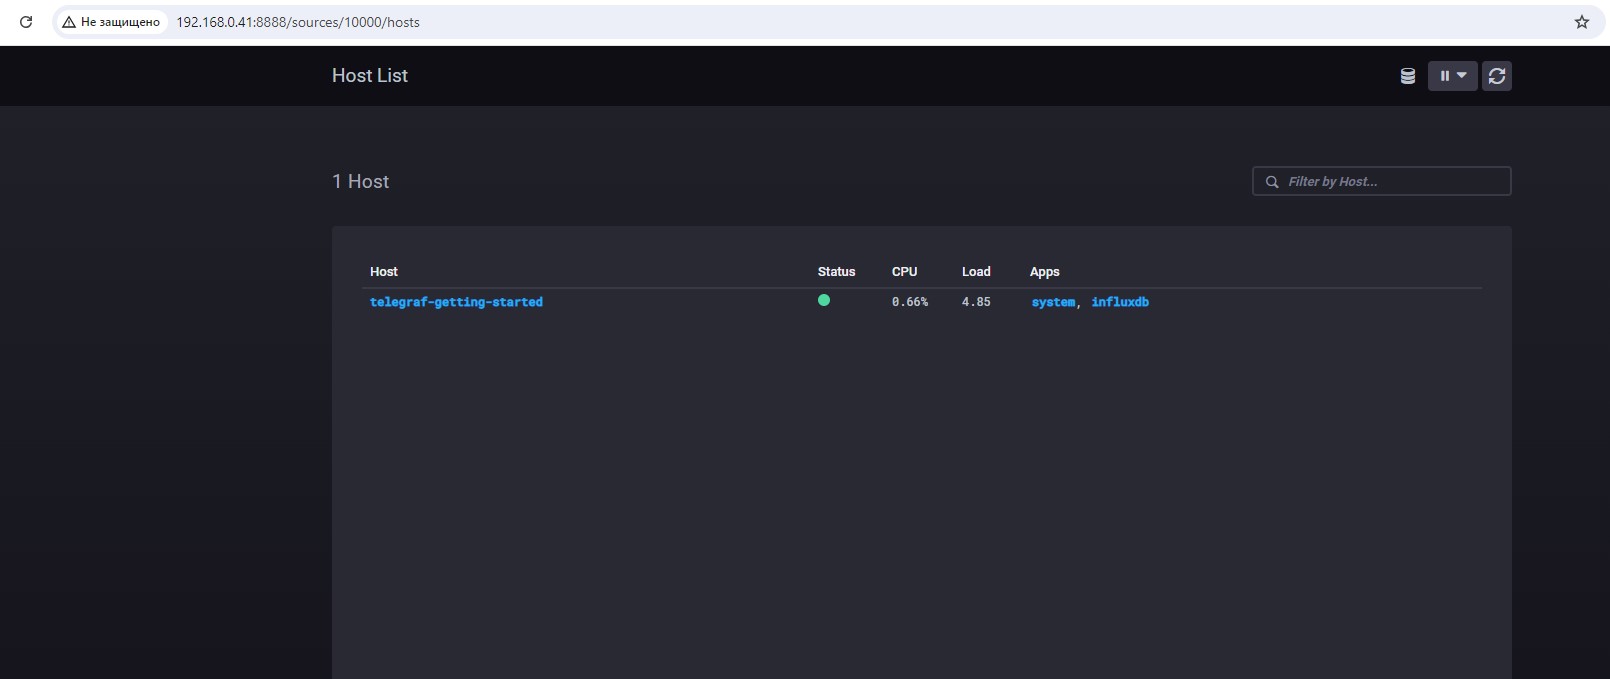 Не защищено 192.168.0.41:8888/sources/10000/hosts
Host List
1 Host
Filter by Host...
Host Status CPU Load Apps
telegraf-getting-started 0.66% 4.85 system, influxdb